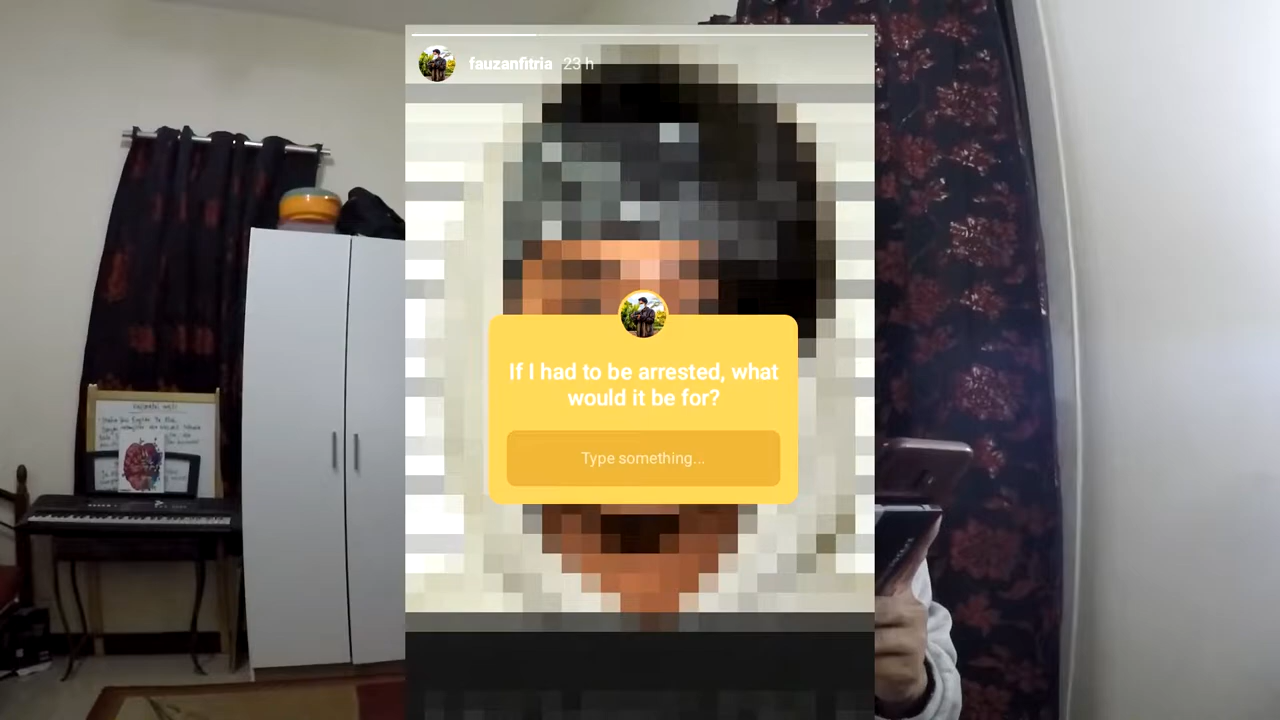 fauzanfitria 23 h
If I had to be arrested, what
would it be for?
Type something...